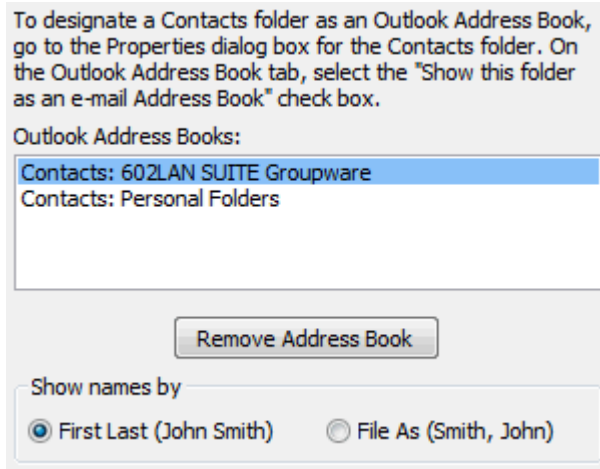 To designate a Contacts folder as an Outlook Address Book,
go to the Properties dialog box for the Contacts folder. On
the Outlook Address Book tab, select the "Show this folder
as an e-mail Address Book" check box.
Outlook Address Books:
Contacts: 602LAN SUITE Groupware
Contacts: Personal Folders
Remove Address Book
Show names by
First Last (John Smith) File As (Smith, John)